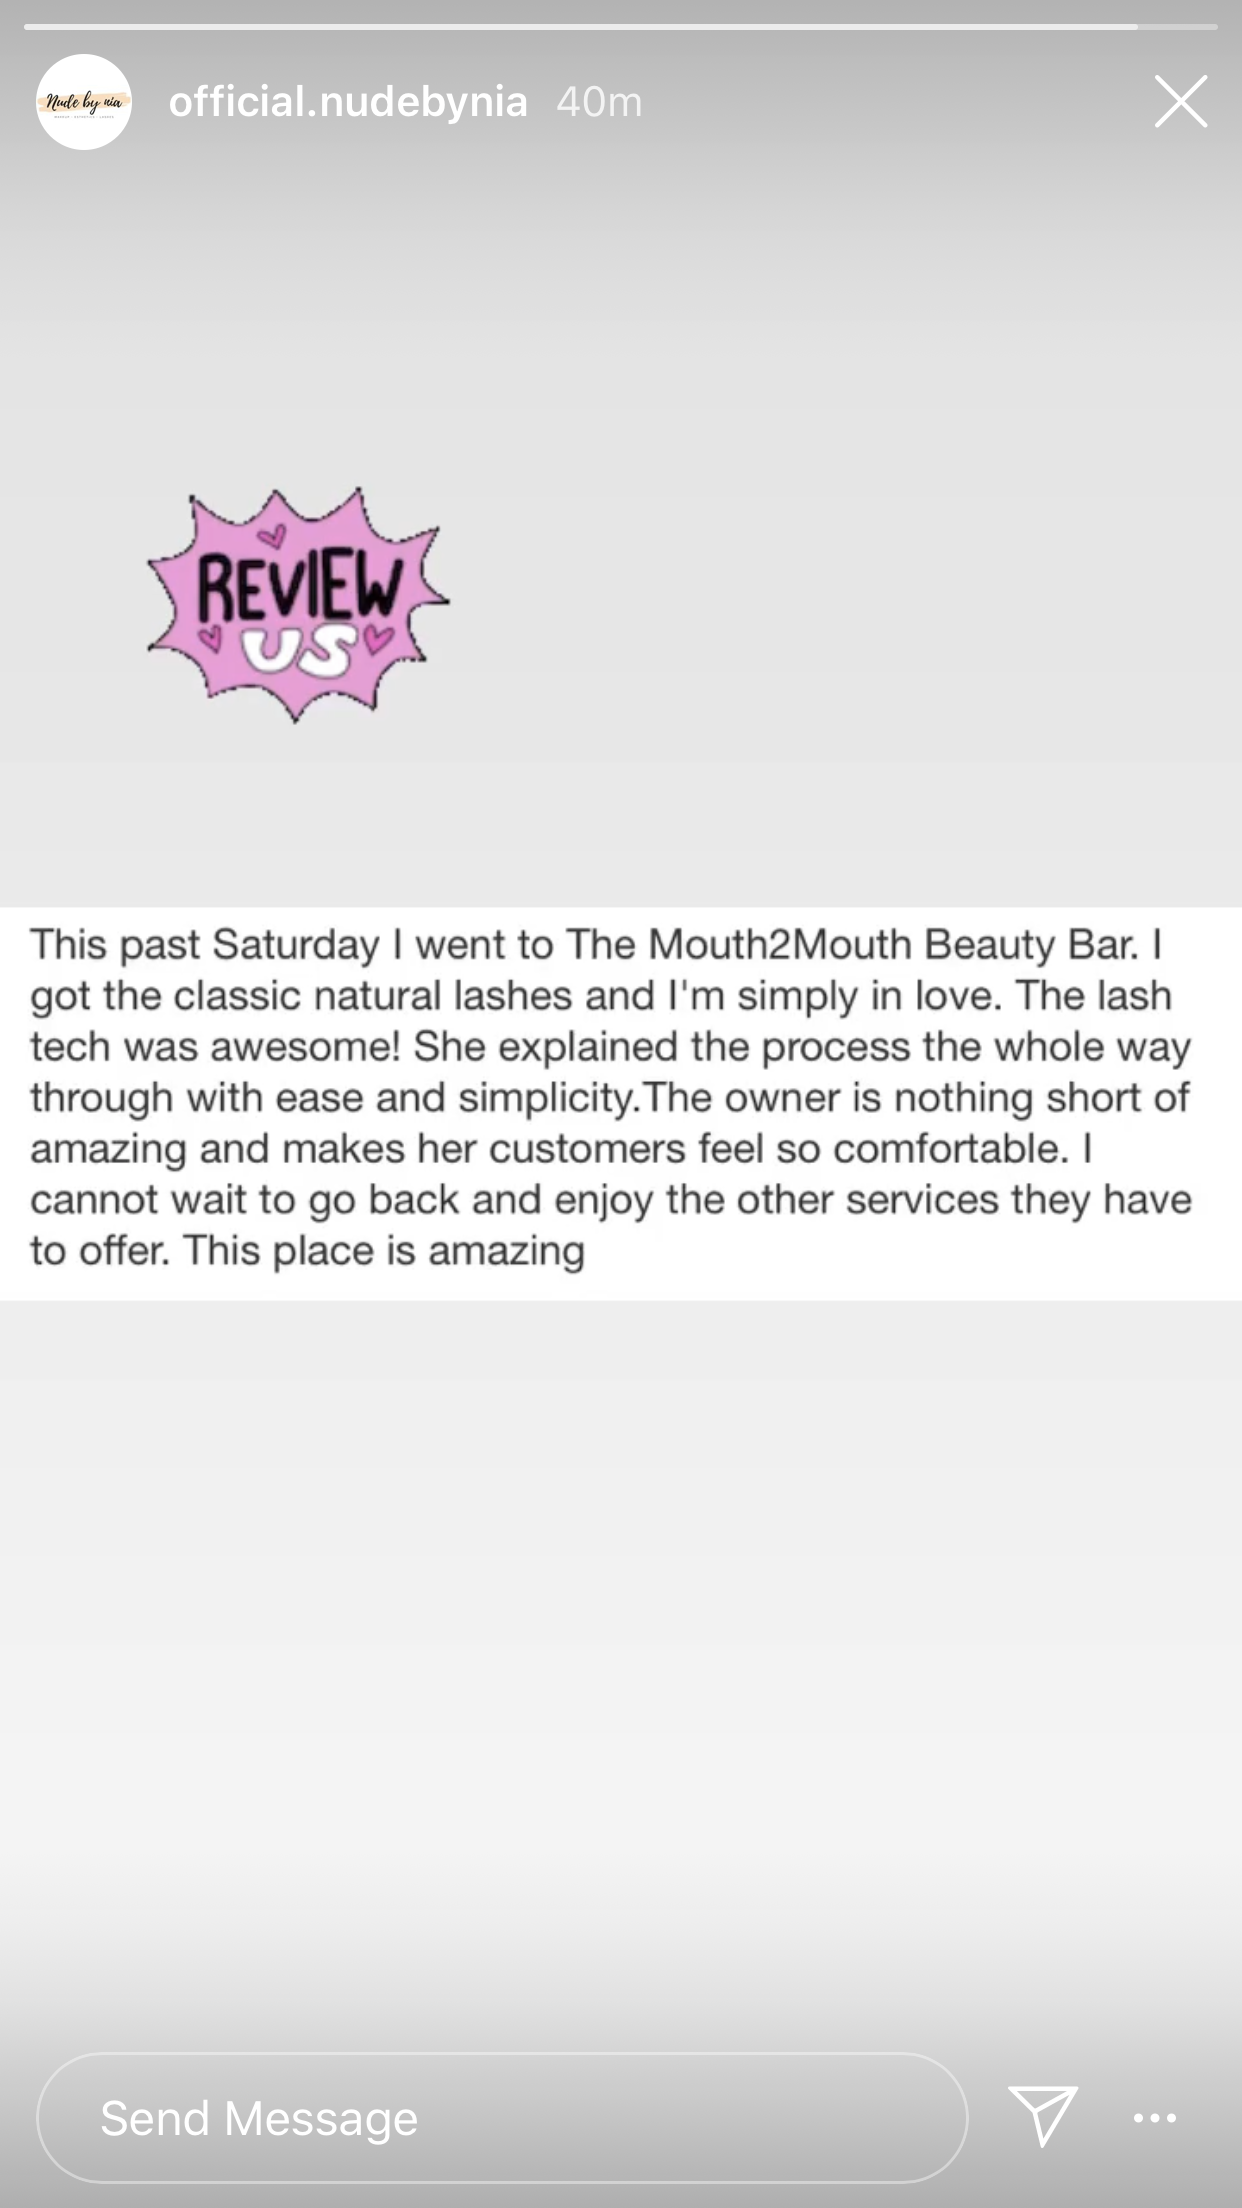 Nude by nia
official.nudebynia 40m
REVIEW
US
This past Saturday I went to The Mouth2Mouth Beauty Bar. I
got the classic natural lashes and I'm simply in love. The lash
tech was awesome! She explained the process the whole way
through with ease and simplicity.The owner is nothing short of
amazing and makes her customers feel so comfortable. I
cannot wait to go back and enjoy the other services they have
to offer. This place is amazing
Send Message